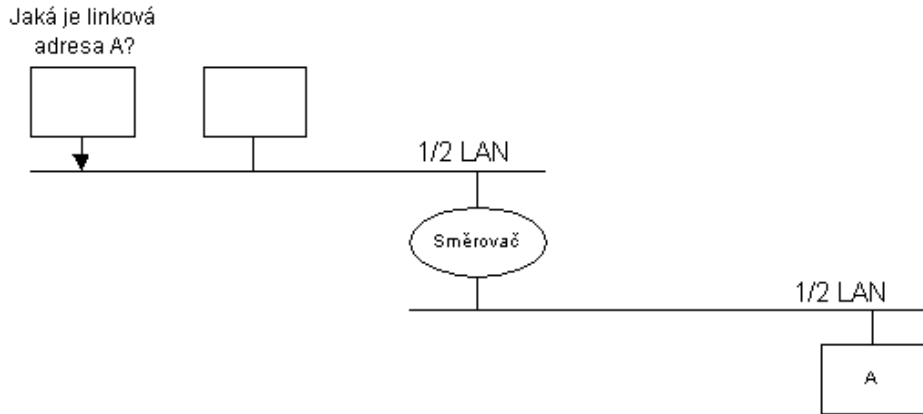 Jaká je linková
adresa A?
1/2 LAN
Směrovač
1/2 LAN
A